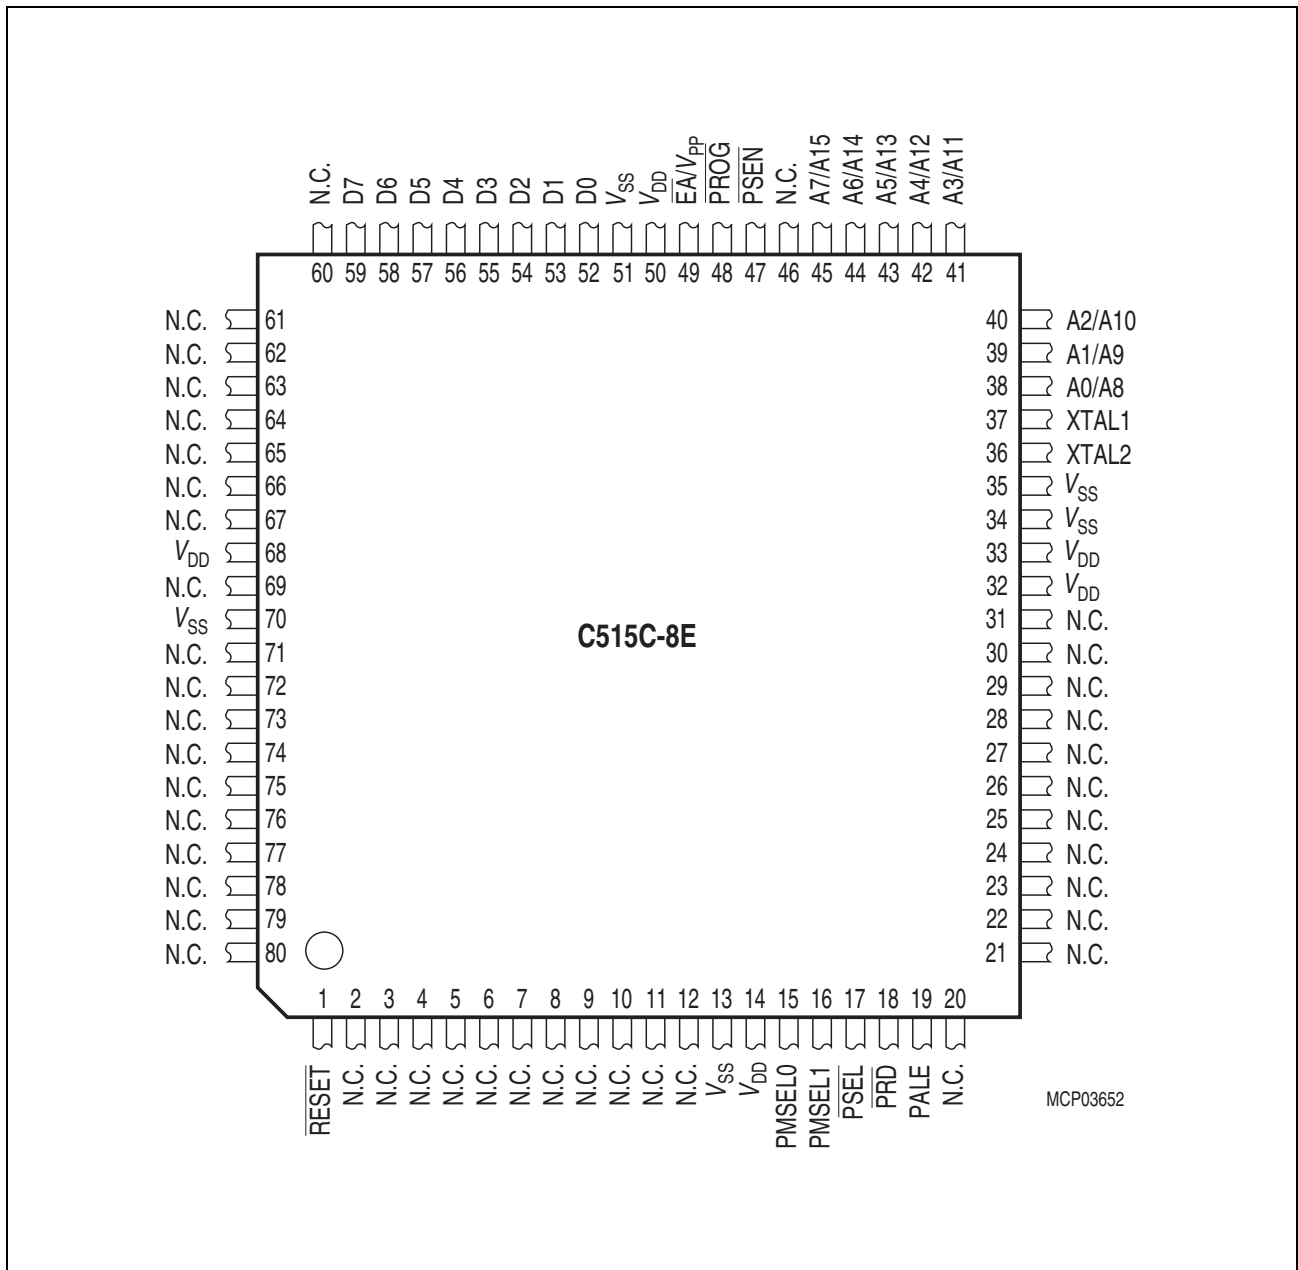 N.C. D7 D6 D5 D4 D3 D2 D1 D0 VSS VDD EA/VPP PROG PSEN N.C. A7/A15 A6/A14 A5/A13 A4/A12 A3/A11
60 59 58 57 56 55 54 53 52 51 50 49 48 47 46 45 44 43 42 41
N.C. 61 40 A2/A10
N.C. 62 39 A1/A9
N.C. 63 38 A0/A8
N.C. 64 37 XTAL1
N.C. 65 36 XTAL2
N.C. 66 35 VSS
N.C. 67 34 VSS
VDD 68 33 VDD
N.C. 69 32 VDD
VSS 70 31 N.C.
C515C-8E
N.C. 71 30 N.C.
N.C. 72 29 N.C.
N.C. 73 28 N.C.
N.C. 74 27 N.C.
N.C. 75 26 N.C.
N.C. 76 25 N.C.
N.C. 77 24 N.C.
N.C. 78 23 N.C.
N.C. 79 22 N.C.
N.C. 80 21 N.C.
1 2 3 4 5 6 7 8 9 10 11 12 13 14 15 16 17 18 19 20
RESET N.C. N.C. N.C. N.C. N.C. N.C. N.C. N.C. N.C. N.C. N.C. VSS VDD PMSEL0 PMSEL1 PSEL PRD PALE N.C.
MCP03652